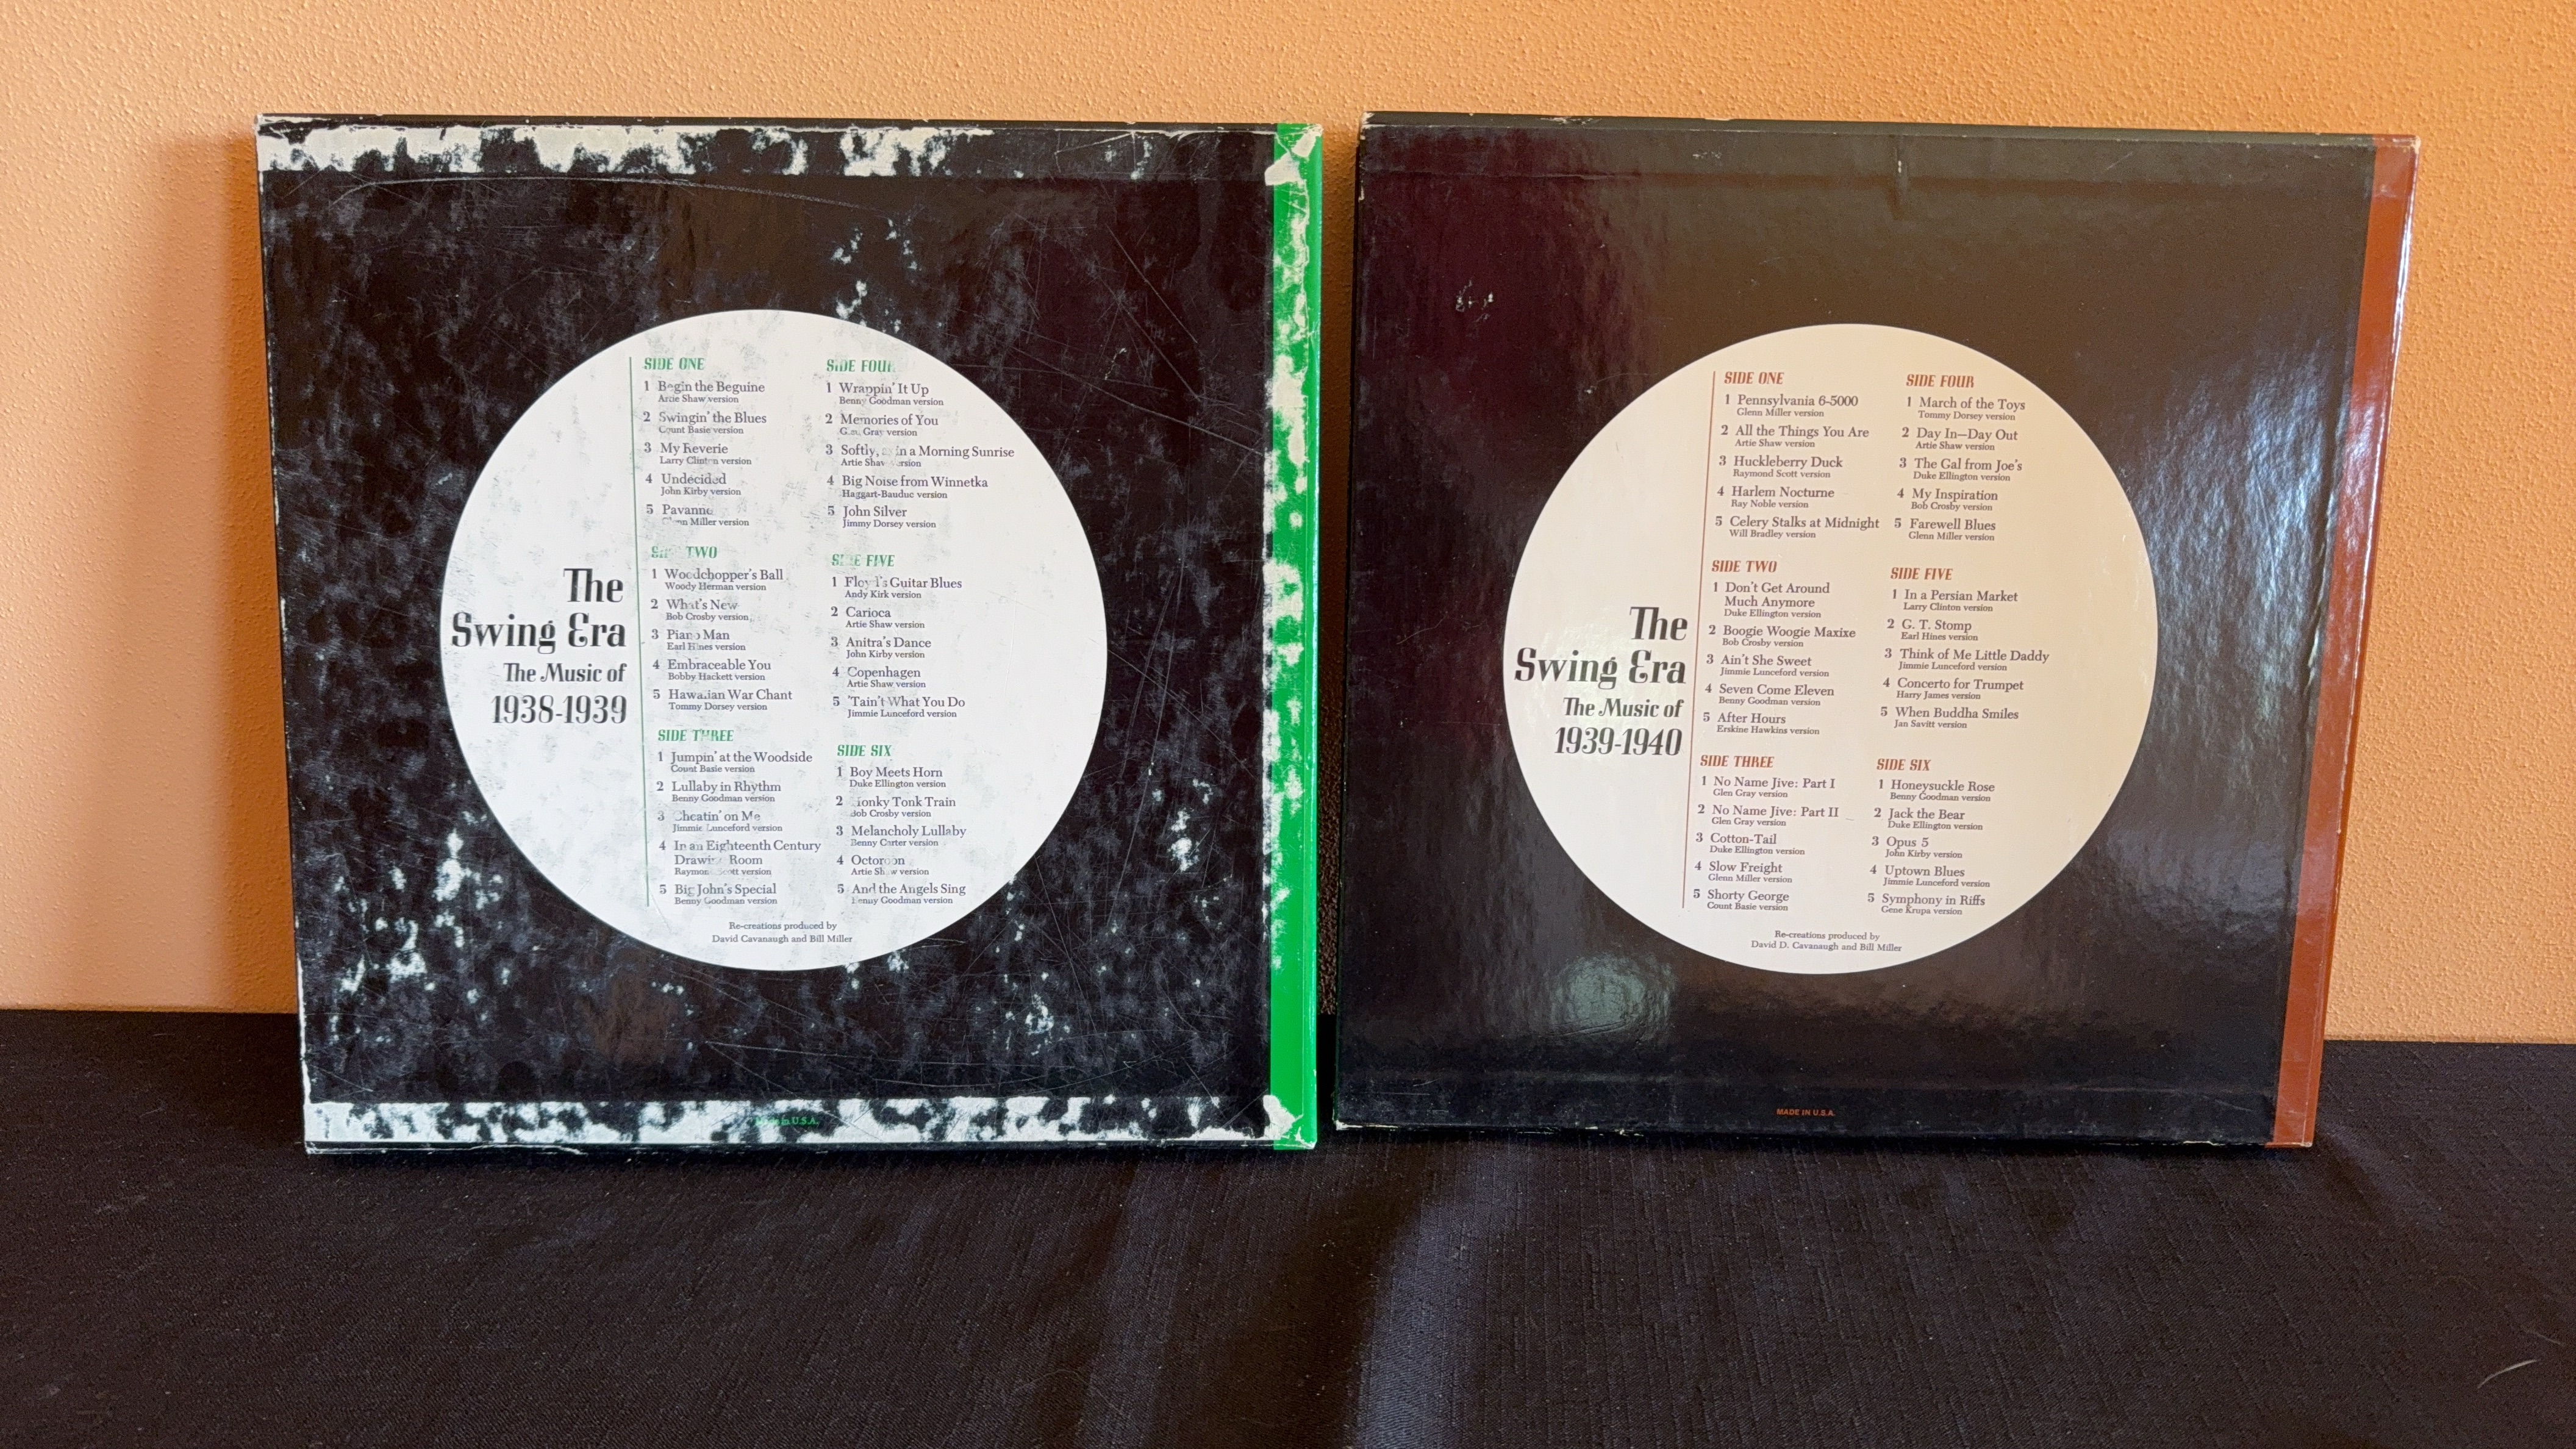 The
Swing Era
The Music of
1938-1939
SIDE ONE
1 Begin the Beguine
Artie Shaw version
2 Swingin' the Blues
Count Basie version
3 My Reverie
Larry Clinton version
4 Undecided
John Kirby version
5 Pavanne
Glenn Miller version
SIDE TWO
1 Woodchopper's Ball
Woody Herman version
2 What's New
Bob Crosby version
3 Piano Man
Earl Hines version
4 Embraceable You
Bobby Hackett version
5 Hawaiian War Chant
Tommy Dorsey version
SIDE THREE
1 Jumpin' at the Woodside
Count Basie version
2 Lullaby in Rhythm
Benny Goodman version
3 Cheatin' on Me
Jimmie Lunceford version
4 In an Eighteenth Century
Drawing Room
Raymond Scott version
5 Big John's Special
Benny Goodman version
SIDE FOUR
1 Wrappin' It Up
Benny Goodman version
2 Memories of You
Gray version
3 Softly, in a Morning Sunrise
Artie Shaw version
4 Big Noise from Winnetka
Haggart-Bauduc version
5 John Silver
Jimmy Dorsey version
SIDE FIVE
1 Floyd's Guitar Blues
Andy Kirk version
2 Carioca
Artie Shaw version
3 Anitra's Dance
John Kirby version
4 Copenhagen
Artie Shaw version
5 'Tain't What You Do
Jimmie Lunceford version
SIDE SIX
1 Boy Meets Horn
Duke Ellington version
2 Honky Tonk Train
Bob Crosby version
3 Melancholy Lullaby
Benny Carter version
4 Octoroon
Artie Shaw version
5 And the Angels Sing
Benny Goodman version
Re-creations produced by
David Cavanaugh and Bill Miller
Made in U.S.A.
The
Swing Era
The Music of
1939-1940
SIDE ONE
1 Pennsylvania 6-5000
Glenn Miller version
2 All the Things You Are
Artie Shaw version
3 Huckleberry Duck
Raymond Scott version
4 Harlem Nocturne
Ray Noble version
5 Celery Stalks at Midnight
Will Bradley version
SIDE TWO
1 Don't Get Around
Much Anymore
Duke Ellington version
2 Boogie Woogie Maxixe
Bob Crosby version
3 Ain't She Sweet
Jimmie Lunceford version
4 Seven Come Eleven
Benny Goodman version
5 After Hours
Erskine Hawkins version
SIDE THREE
1 No Name Jive: Part I
Glen Gray version
2 No Name Jive: Part II
Glen Gray version
3 Cotton-Tail
Duke Ellington version
4 Slow Freight
Glenn Miller version
5 Shorty George
Count Basie version
SIDE FOUR
1 March of the Toys
Tommy Dorsey version
2 Day In—Day Out
Artie Shaw version
3 The Gal from Joe's
Duke Ellington version
4 My Inspiration
Bob Crosby version
5 Farewell Blues
Glenn Miller version
SIDE FIVE
1 In a Persian Market
Larry Clinton version
2 G. T. Stomp
Earl Hines version
3 Think of Me Little Daddy
Jimmie Lunceford version
4 Concerto for Trumpet
Harry James version
5 When Buddha Smiles
Jan Savitt version
SIDE SIX
1 Honeysuckle Rose
Benny Goodman version
2 Jack the Bear
Duke Ellington version
3 Opus 5
John Kirby version
4 Uptown Blues
Jimmie Lunceford version
5 Symphony in Riffs
Gene Krupa version
Re-creations produced by
David D. Cavanaugh and Bill Miller
MADE IN U.S.A.